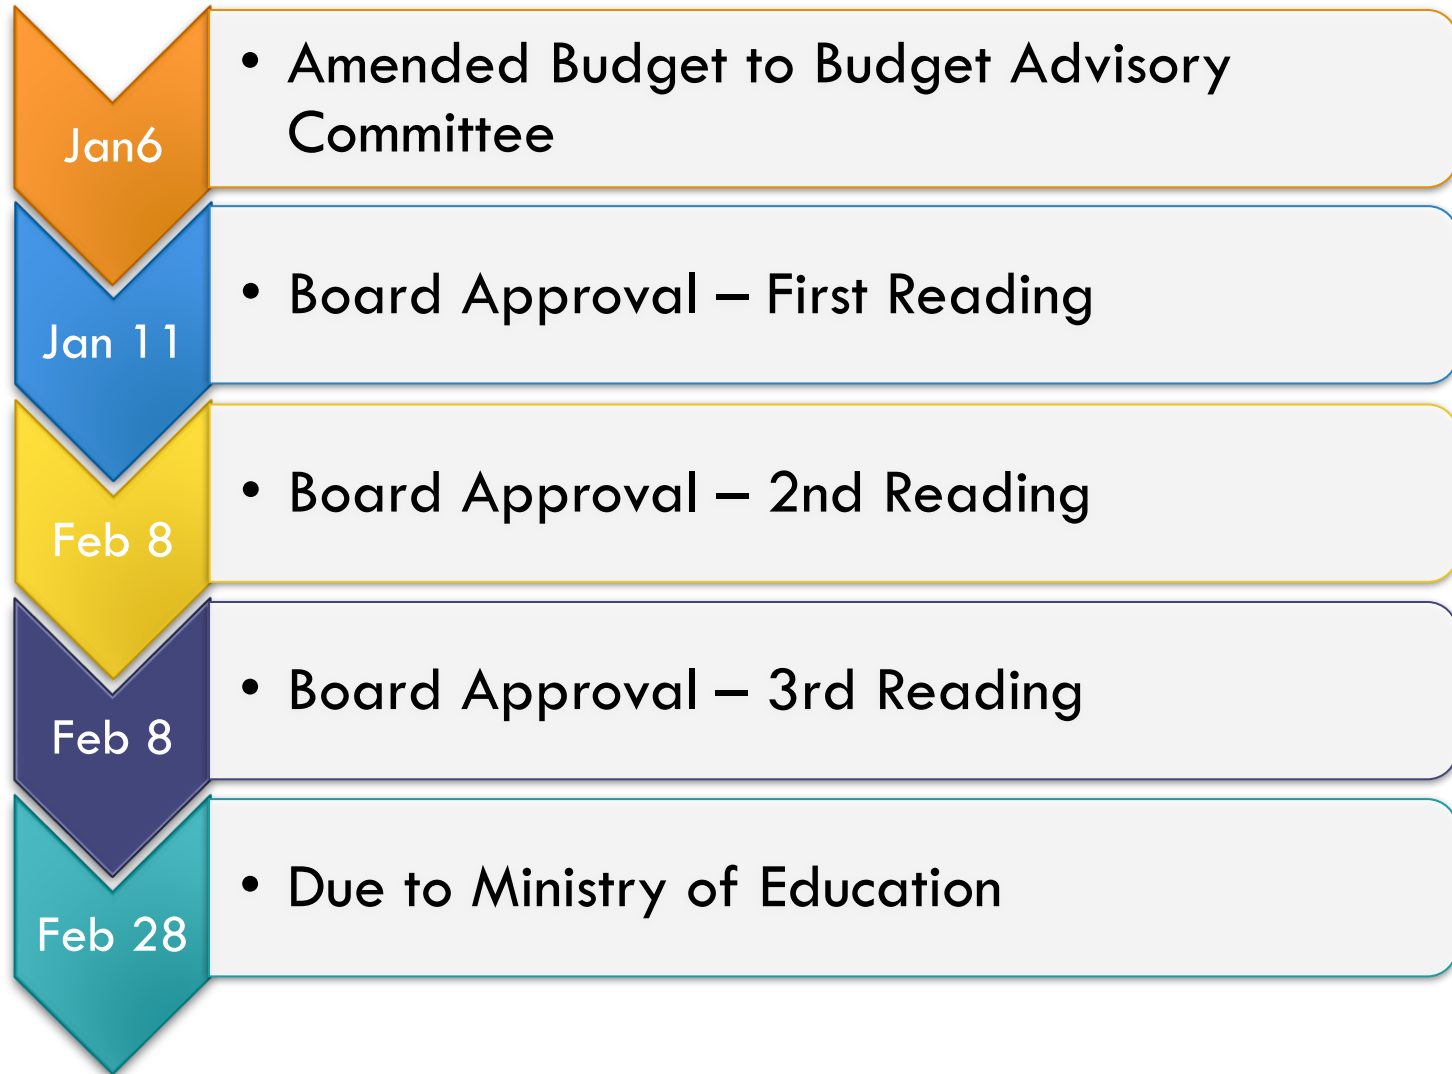 Jan6
• Amended Budget to Budget Advisory
Committee
Jan 11
• Board Approval – First Reading
Feb 8
• Board Approval – 2nd Reading
Feb 8
• Board Approval – 3rd Reading
Feb 28
• Due to Ministry of Education